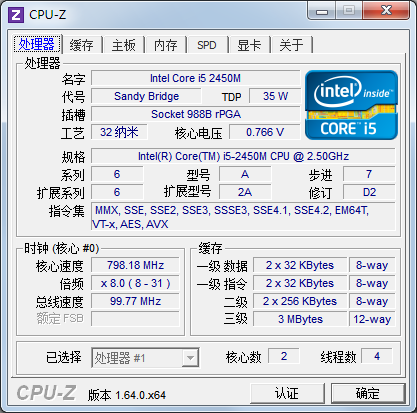 CPU-Z
处理器 缓存 主板 内存 SPD 显卡 关于
处理器
名字 Intel Core i5 2450M
代号 Sandy Bridge TDP 35 W
插槽 Socket 988B rPGA
工艺 32 纳米 核心电压 0.766 V
intel inside™
CORE™ i5
规格 Intel(R) Core(TM) i5-2450M CPU @ 2.50GHz
系列 6 型号 A 步进 7
扩展系列 6 扩展型号 2A 修订 D2
指令集 MMX, SSE, SSE2, SSE3, SSSE3, SSE4.1, SSE4.2, EM64T,
VT-x, AES, AVX
时钟 (核心 #0) 缓存
核心速度 798.18 MHz 一级 数据 2 x 32 KBytes 8-way
倍频 x 8.0 ( 8 - 31 ) 一级 指令 2 x 32 KBytes 8-way
总线速度 99.77 MHz 二级 2 x 256 KBytes 8-way
额定 FSB 三级 3 MBytes 12-way
已选择 处理器 #1 核心数 2 线程数 4
CPU-Z 版本 1.64.0.x64 认证 确定